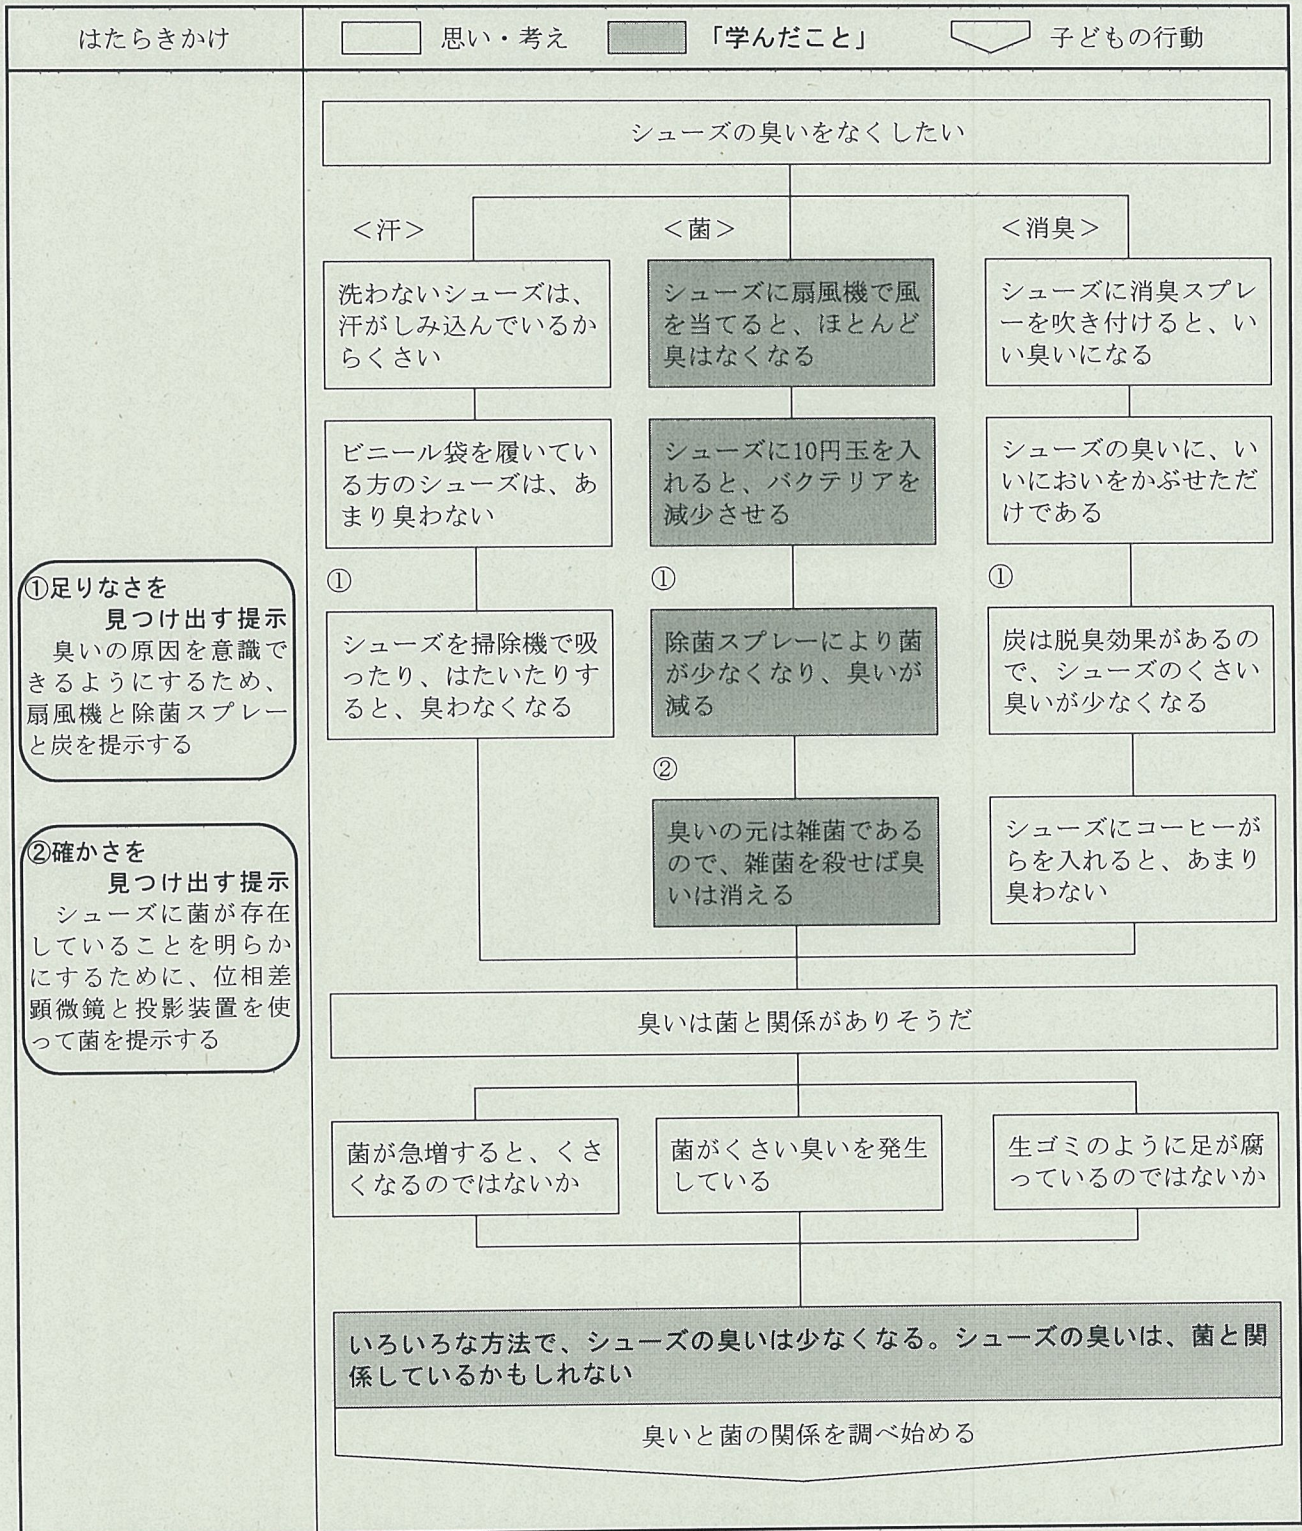 はたらきかけ
思い・考え
「学んだこと」
子どもの行動
シューズの臭いをなくしたい
＜汗＞
＜菌＞
＜消臭＞
洗わないシューズは、
汗がしみ込んでいるか
らくさい
シューズに扇風機で風
を当てると、ほとんど
臭はなくなる
シューズに消臭スプレ
ーを吹き付けると、い
い臭いになる
ビニール袋を履いてい
る方のシューズは、あ
まり臭わない
シューズに10円玉を入
れると、バクテリアを
減少させる
シューズの臭いに、い
いにおいをかぶせただ
けである
①足りなさを
見つけ出す提示
臭いの原因を意識で
きるようにするため、
扇風機と除菌スプレー
と炭を提示する
①
①
①
シューズを掃除機で吸
ったり、はたいたりす
ると、臭わなくなる
除菌スプレーにより菌
が少なくなり、臭いが
減る
炭は脱臭効果があるの
で、シューズのくさい
臭いが少なくなる
②
②確かさを
見つけ出す提示
シューズに菌が存在
していることを明らか
にするために、位相差
顕微鏡と投影装置を使
って菌を提示する
臭いの元は雑菌である
ので、雑菌を殺せば臭
いは消える
シューズにコーヒーが
らを入れると、あまり
臭わない
臭いは菌と関係がありそうだ
菌が急増すると、くさ
くなるのではないか
菌がくさい臭いを発生
している
生ゴミのように足が腐
っているのではないか
いろいろな方法で、シューズの臭いは少なくなる。シューズの臭いは、菌と関
係しているかもしれない
臭いと菌の関係を調べ始める